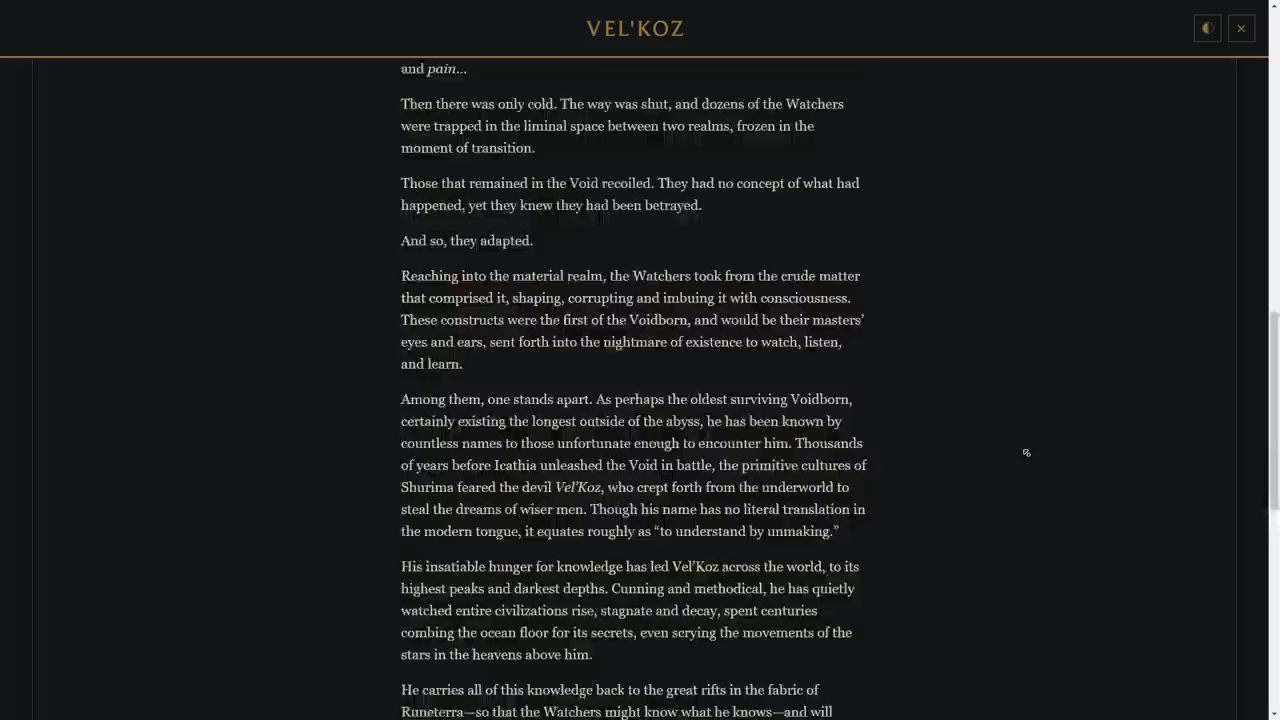 VEL'KOZ
and pain...
Then there was only cold. The way was shut, and dozens of the Watchers
were trapped in the liminal space between two realms, frozen in the
moment of transition.
Those that remained in the Void recoiled. They had no concept of what had
happened, yet they knew they had been betrayed.
And so, they adapted.
Reaching into the material realm, the Watchers took from the crude matter
that comprised it, shaping, corrupting and imbuing it with consciousness.
These constructs were the first of the Voidborn, and would be their masters’
eyes and ears, sent forth into the nightmare of existence to watch, listen,
and learn.
Among them, one stands apart. As perhaps the oldest surviving Voidborn,
certainly existing the longest outside of the abyss, he has been known by
countless names to those unfortunate enough to encounter him. Thousands
of years before Icathia unleashed the Void in battle, the primitive cultures of
Shurima feared the devil Vel’Koz, who crept forth from the underworld to
steal the dreams of wiser men. Though his name has no literal translation in
the modern tongue, it equates roughly as “to understand by unmaking.”
His insatiable hunger for knowledge has led Vel’Koz across the world, to its
highest peaks and darkest depths. Cunning and methodical, he has quietly
watched entire civilizations rise, stagnate and decay, spent centuries
combing the ocean floor for its secrets, even scrying the movements of the
stars in the heavens above him.
He carries all of this knowledge back to the great rifts in the fabric of
Runeterra—so that the Watchers might know what he knows—and will